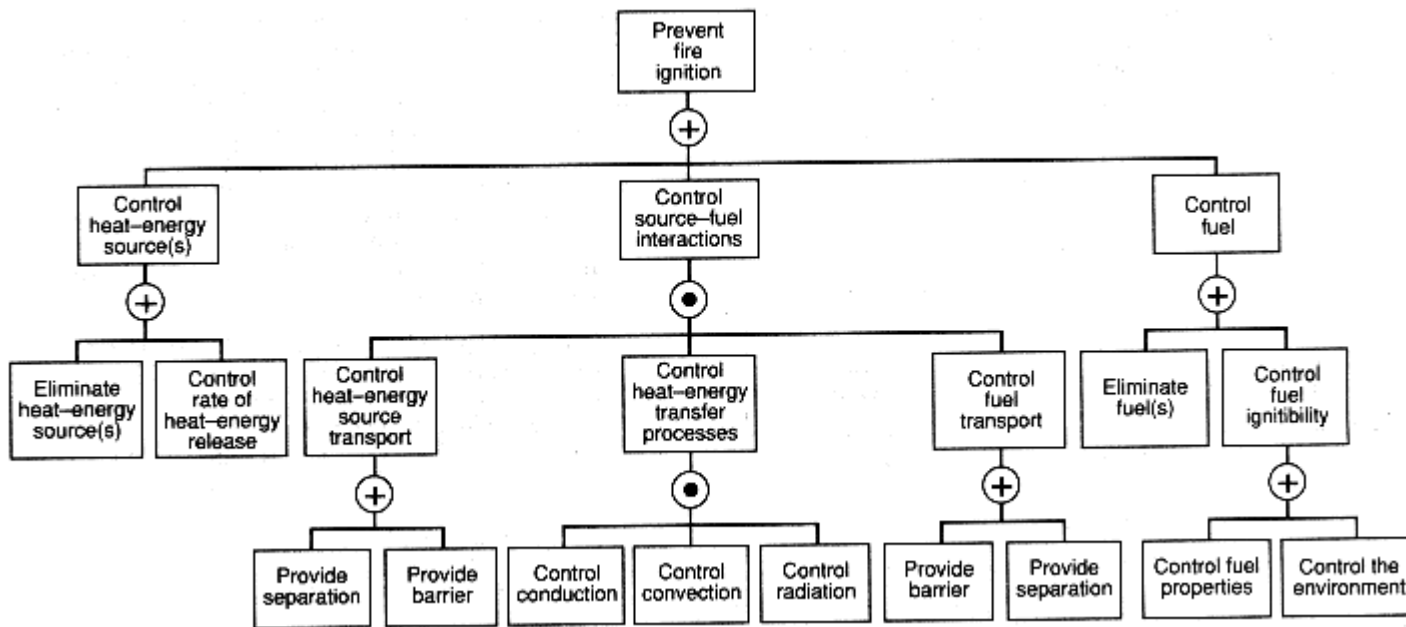 Prevent
fire
ignition
+
Control
heat–energy
source(s)
Control
source–fuel
interactions
Control
fuel
+
•
+
Eliminate
heat–energy
source(s)
Control
rate of
heat–energy
release
Control
heat–energy
source
transport
Control
heat–energy
transfer
processes
Control
fuel
transport
Eliminate
fuel(s)
Control
fuel
ignitibility
+
•
+
+
Provide
separation
Provide
barrier
Control
conduction
Control
convection
Control
radiation
Provide
barrier
Provide
separation
Control fuel
properties
Control the
environment